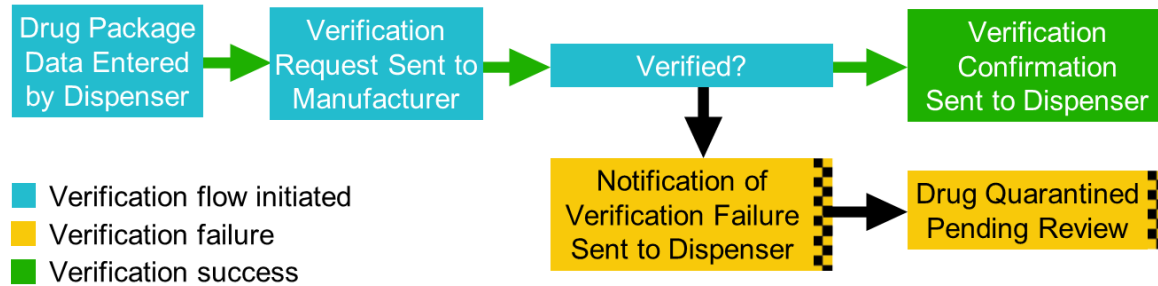 Drug Package
Data Entered
by Dispenser
Verification
Request Sent to
Manufacturer
Verified?
Verification
Confirmation
Sent to Dispenser
Notification of
Verification Failure
Sent to Dispenser
Drug Quarantined
Pending Review
Verification flow initiated
Verification failure
Verification success